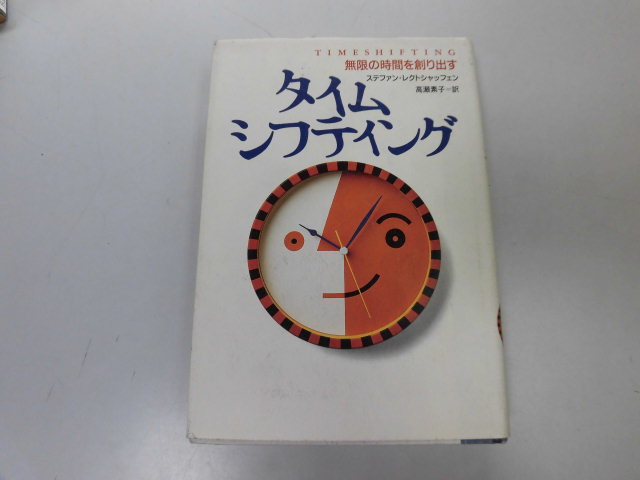 TIMESHIFTING
無限の時間を創り出す
ステファン・レクトシャッフェン
高瀬素子=訳
タイム
シフティング